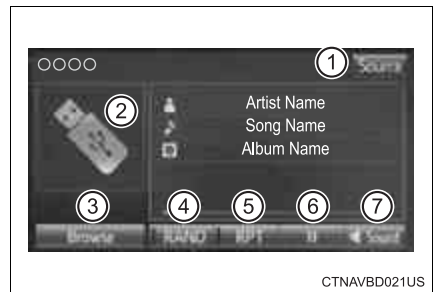 ○○○○
1
Source
2
Artist Name
Song Name
Album Name
3
4
5
6
7
Browse
RAND
RPT
II
Sound
CTNAVBD021US